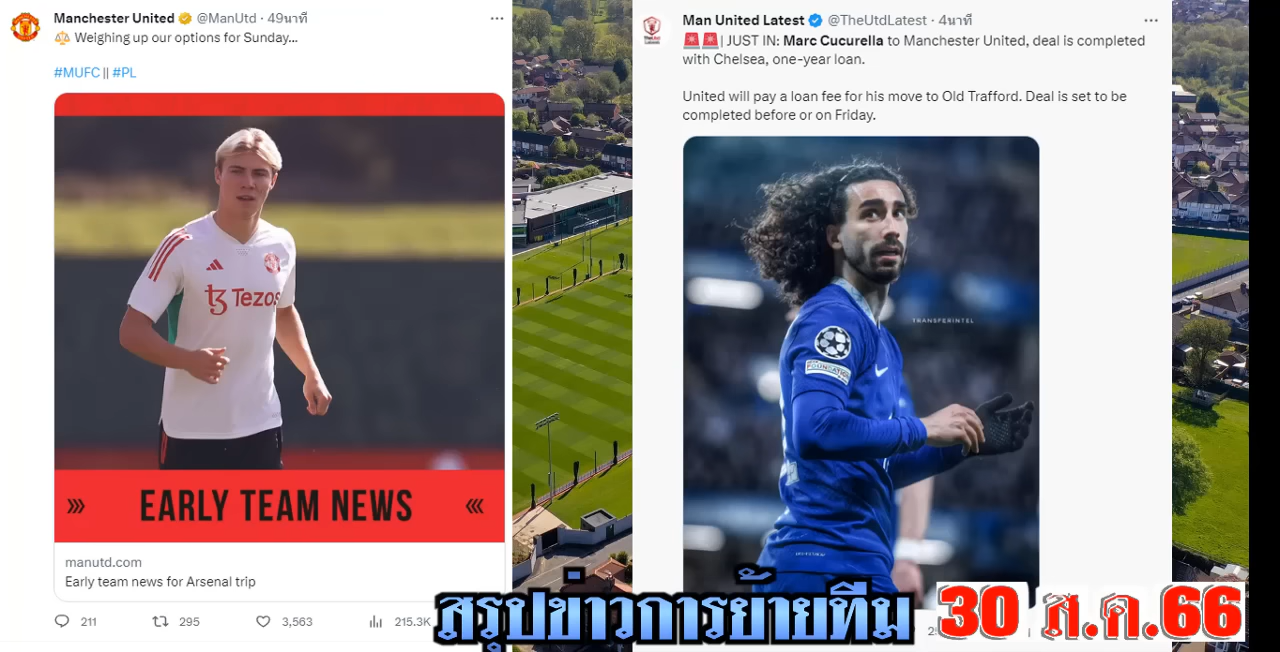 Manchester United @ManUtd · 49นาที
⚖️ Weighing up our options for Sunday...
#MUFC || #PL
Tezos
EARLY TEAM NEWS
manutd.com
Early team news for Arsenal trip
211 295 3,563 215.3K
Man United Latest @TheUtdLatest · 4นาที
🚨🚨| JUST IN: Marc Cucurella to Manchester United, deal is completed
with Chelsea, one-year loan.
United will pay a loan fee for his move to Old Trafford. Deal is set to be
completed before or on Friday.
TRANSFERINTEL
FOUNDATION
สรุปข่าวการย้ายทีม 30 ส.ค.66